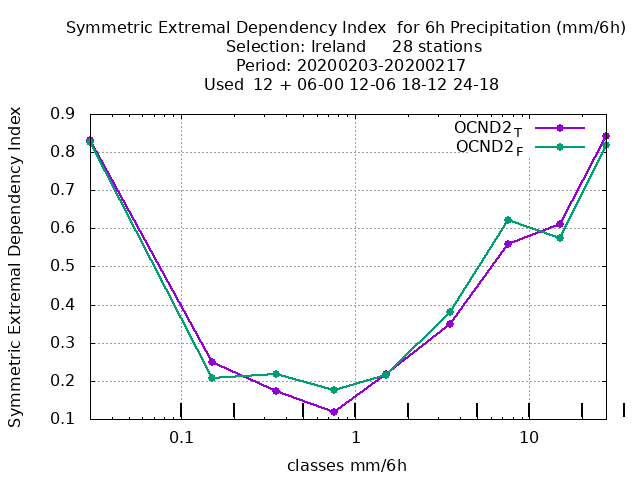 Symmetric Extremal Dependency Index  for 6h Precipitation (mm/6h)
Selection: Ireland     28 stations
Period: 20200203-20200217
Used  12 + 06-00 12-06 18-12 24-18
OCND2T
OCND2F
Symmetric Extremal Dependency Index
0.9
0.8
0.7
0.6
0.5
0.4
0.3
0.2
0.1
0.1 1 10
classes mm/6h